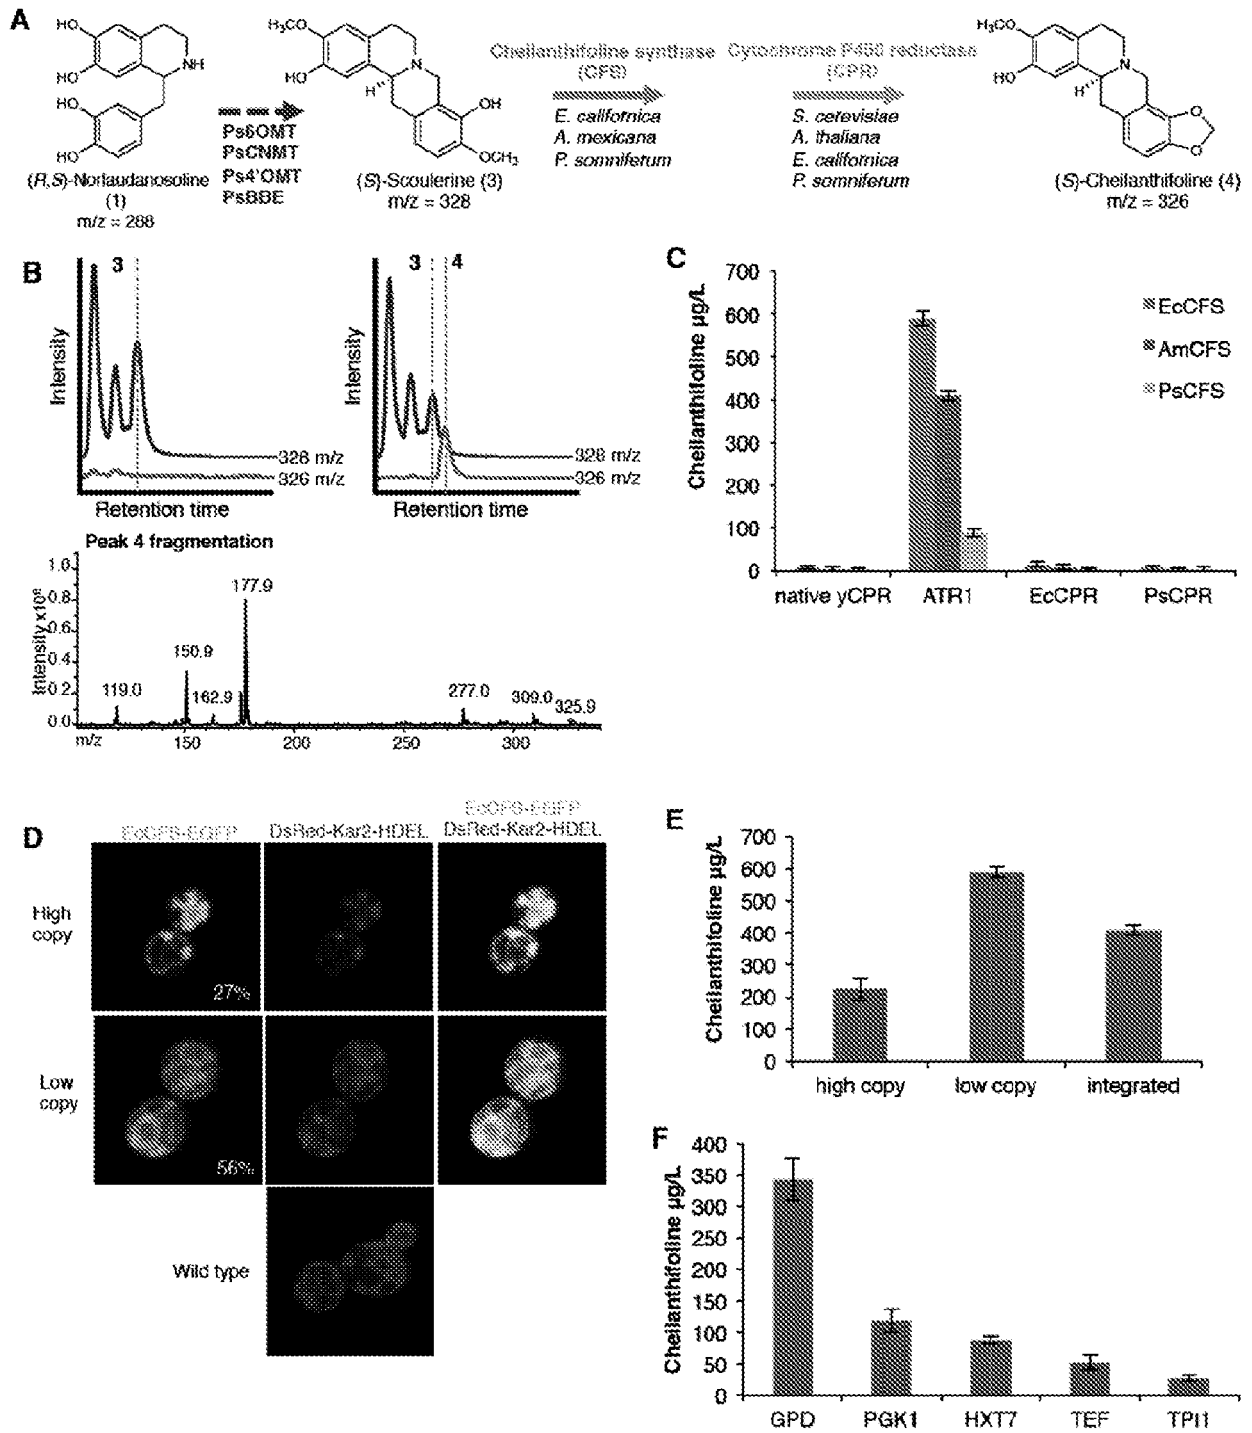 A
HO
HO
NH
HO
HO
(R,S)-Norlaudanosoline
(1)
m/z = 288
Ps6OMT
PsCNMT
Ps4'OMT
PsBBE
H₃CO
HO
N
H
OH
OCH₃
(S)-Scoulerine (3)
m/z = 328
Cheilanthifoline synthase
(CFS)
E. californica
A. mexicana
P. somniferum
Cytochrome P450 reductase
(CPR)
S. cerevisiae
A. thaliana
E. californica
P. somniferum
H₃CO
HO
N
H
O
O
(S)-Cheilanthifoline (4)
m/z = 326
B
3
Intensity
328 m/z
326 m/z
Retention time
3 4
Intensity
328 m/z
326 m/z
Retention time
Peak 4 fragmentation
Intensity x10⁶
1.0
0.8
0.6
0.4
0.2
0.0
119.0
150.9
162.9
177.9
277.0
309.0
325.9
m/z 150 200 250 300
C
Cheilanthifoline µg/L
700
600
500
400
300
200
100
0
native yCPR ATR1 EcCPR PsCPR
EcCFS
AmCFS
PsCFS
D
EcCFS-EGFP
DsRed-Kar2-HDEL
EcCFS-EGFP
DsRed-Kar2-HDEL
High
copy
27%
Low
copy
56%
Wild type
E
Cheilanthifoline µg/L
700
600
500
400
300
200
100
0
high copy low copy integrated
F
Cheilanthifoline µg/L
400
350
300
250
200
150
100
50
0
GPD PGK1 HXT7 TEF TPI1